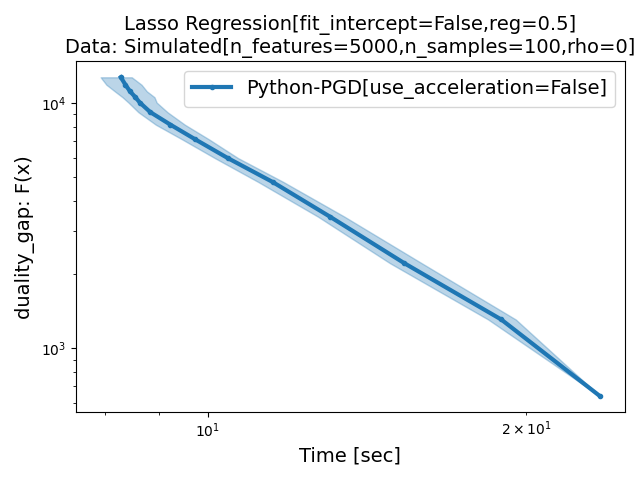 Lasso Regression[fit_intercept=False,reg=0.5]
Data: Simulated[n_features=5000,n_samples=100,rho=0]
Python-PGD[use_acceleration=False]
duality_gap: F(x)
10⁴
10³
10¹
2 × 10¹
Time [sec]